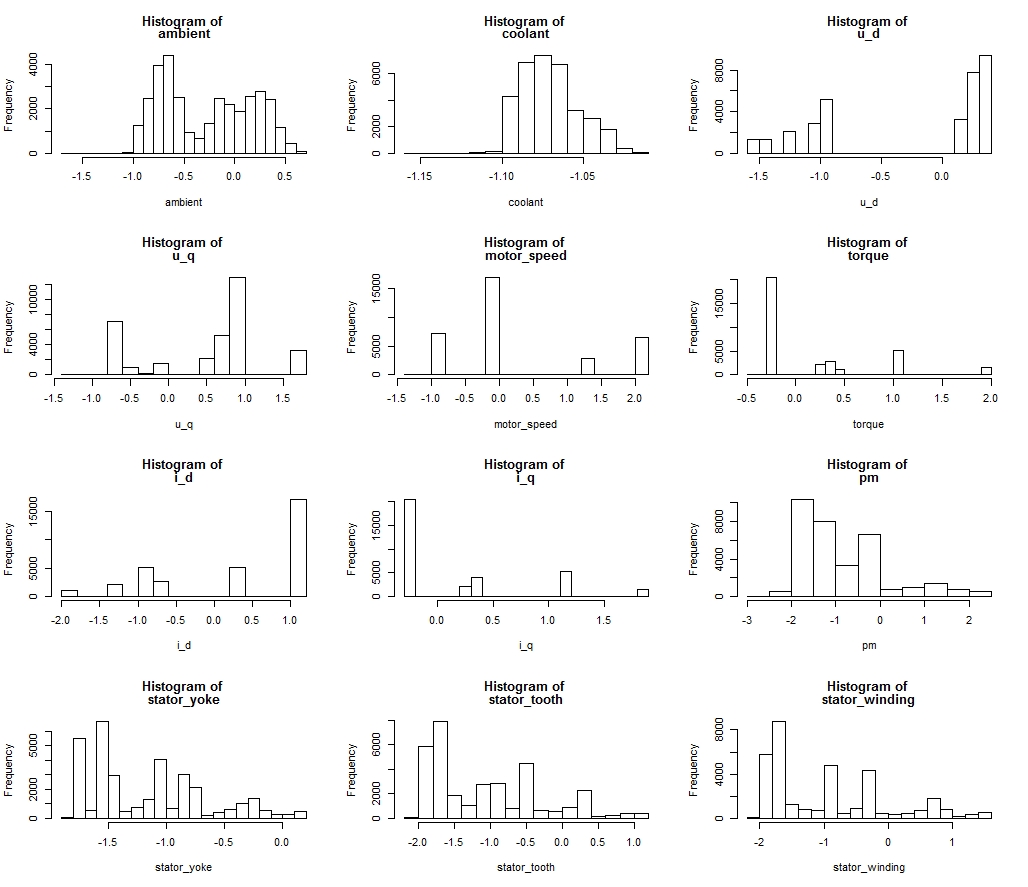 Histogram of
ambient
Histogram of
coolant
Histogram of
u_d
Frequency
0 2000 4000
Frequency
0 2000 6000
Frequency
0 4000 8000
-1.5 -1.0 -0.5 0.0 0.5
-1.15 -1.10 -1.05
-1.5 -1.0 -0.5 0.0
ambient
coolant
u_d
Histogram of
u_q
Histogram of
motor_speed
Histogram of
torque
Frequency
0 4000 10000
Frequency
0 5000 15000
Frequency
0 5000 15000
-1.5 -1.0 -0.5 0.0 0.5 1.0 1.5
-1.5 -1.0 -0.5 0.0 0.5 1.0 1.5 2.0
-0.5 0.0 0.5 1.0 1.5 2.0
u_q
motor_speed
torque
Histogram of
i_d
Histogram of
i_q
Histogram of
pm
Frequency
0 5000 15000
Frequency
0 5000 15000
Frequency
0 4000 8000
-2.0 -1.5 -1.0 -0.5 0.0 0.5 1.0
0.0 0.5 1.0 1.5
-3 -2 -1 0 1 2
i_d
i_q
pm
Histogram of
stator_yoke
Histogram of
stator_tooth
Histogram of
stator_winding
Frequency
0 2000 5000
Frequency
0 2000 6000
Frequency
0 4000 8000
-1.5 -1.0 -0.5 0.0
-2.0 -1.5 -1.0 -0.5 0.0 0.5 1.0
-2 -1 0 1
stator_yoke
stator_tooth
stator_winding